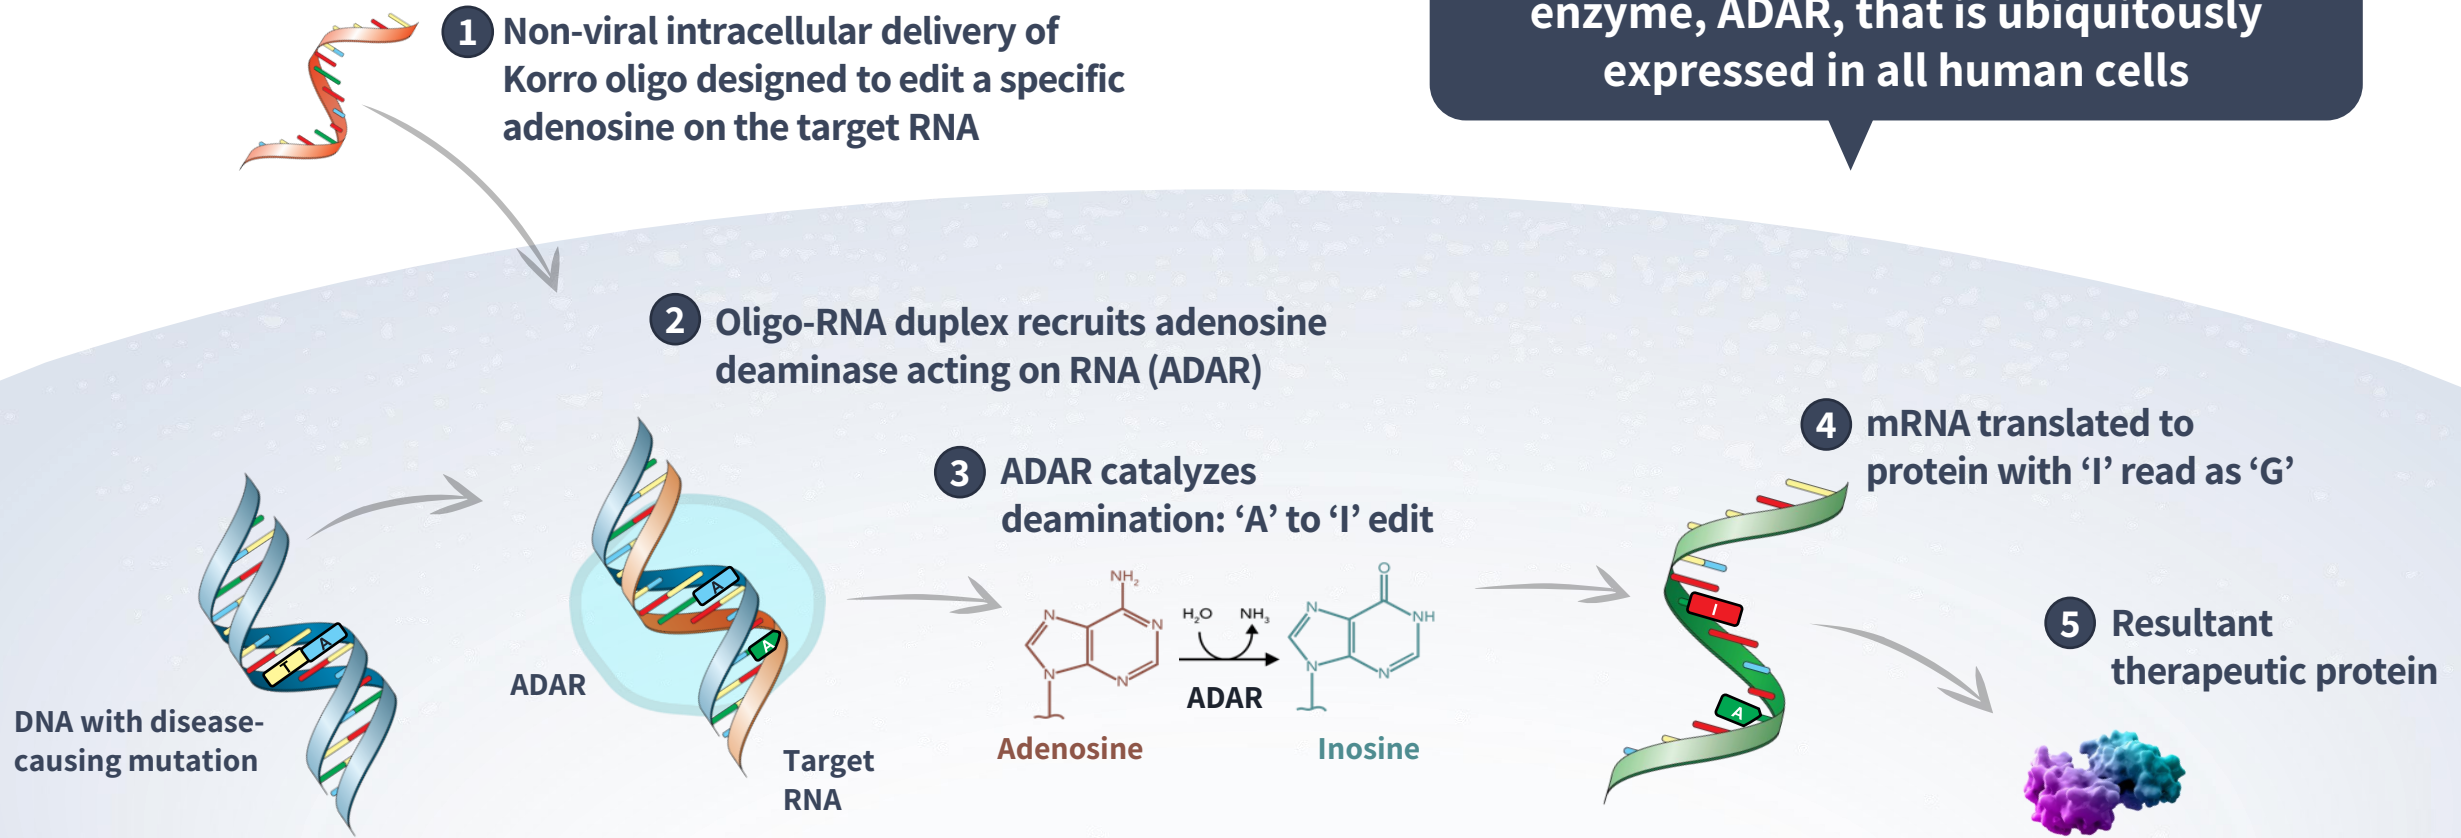 1 Non-viral intracellular delivery of
Korro oligo designed to edit a specific
adenosine on the target RNA
enzyme, ADAR, that is ubiquitously
expressed in all human cells
2 Oligo-RNA duplex recruits adenosine
deaminase acting on RNA (ADAR)
3 ADAR catalyzes
deamination: ‘A’ to ‘I’ edit
4 mRNA translated to
protein with ‘I’ read as ‘G’
5 Resultant
therapeutic protein
T A
DNA with disease-
causing mutation
A
A
ADAR
Target
RNA
NH₂
N
N
N
N
Adenosine
H₂O NH₃
ADAR
O
N
NH
N
N
Inosine
I
A